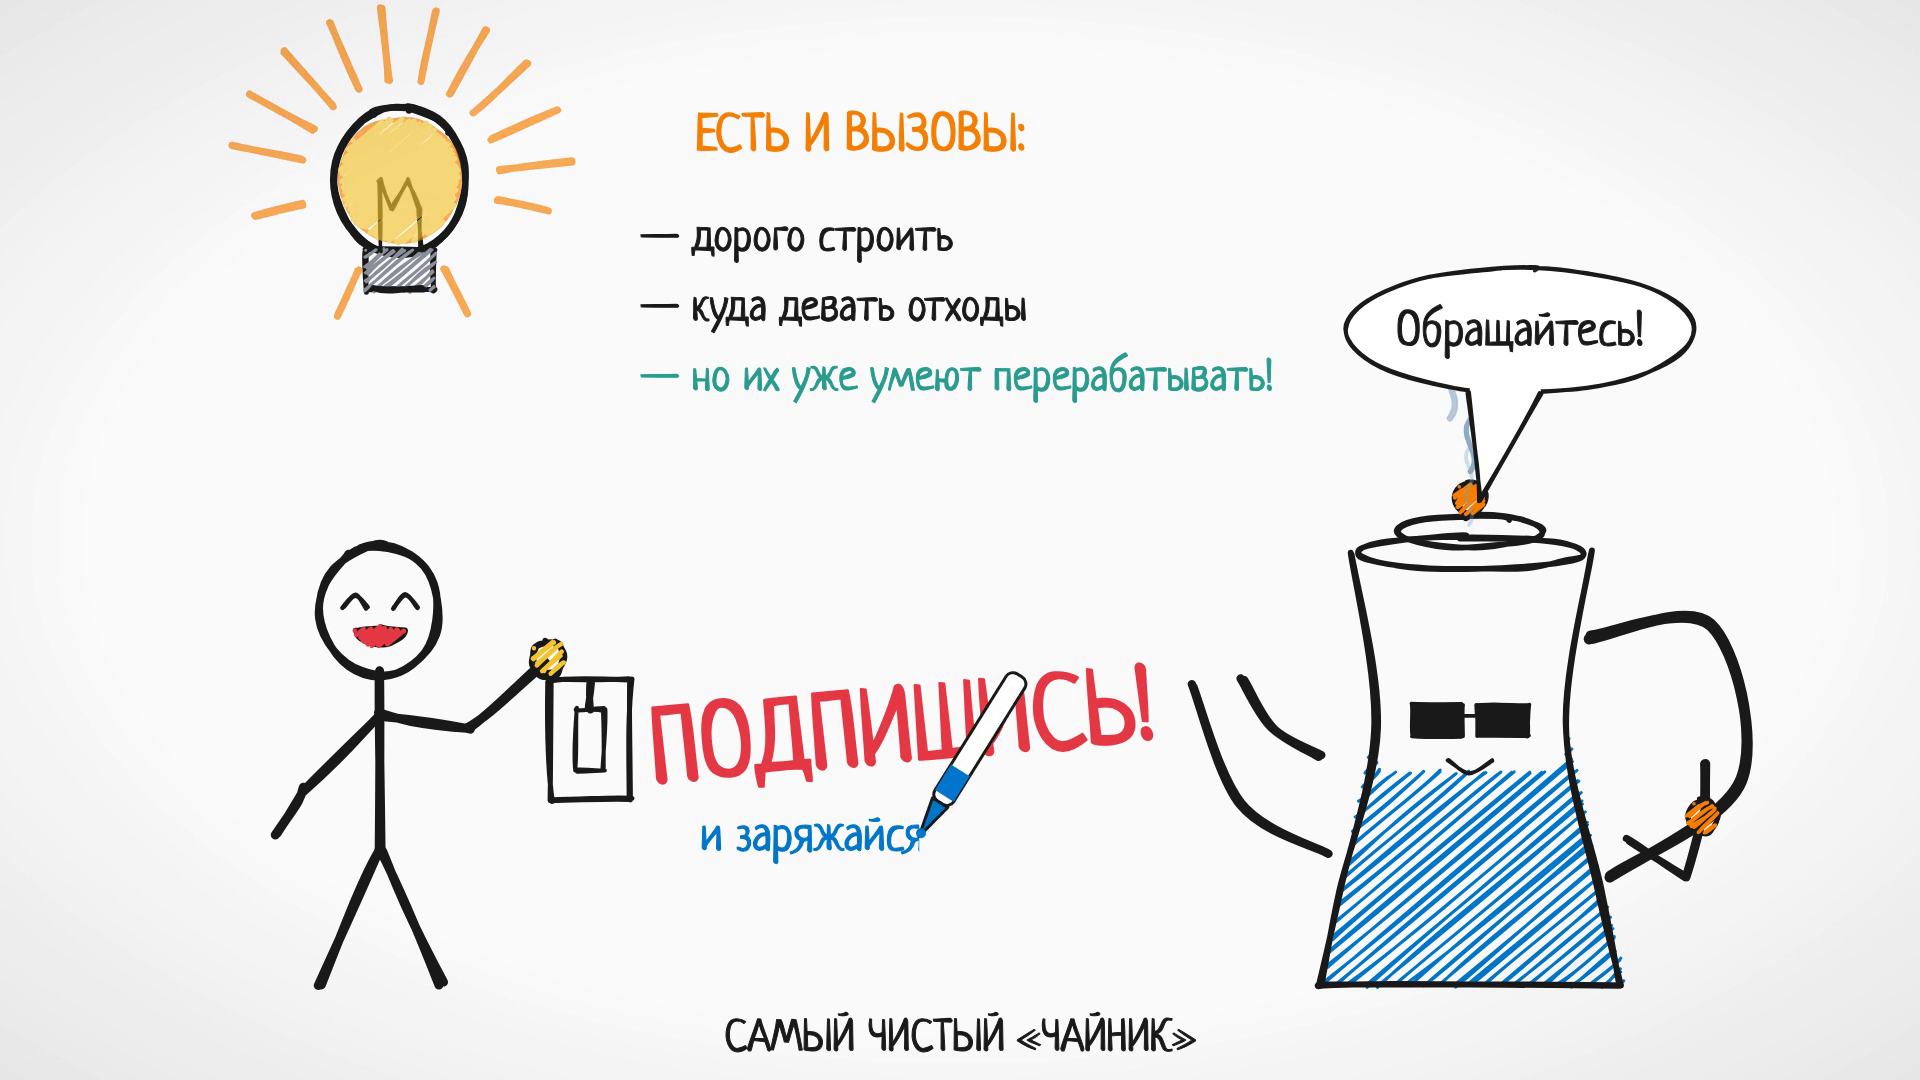 ЕСТЬ И ВЫЗОВЫ:
— дорого строить
— куда девать отходы
— но их уже умеют перерабатывать!
Обращайтесь!
ПОДПИШИСЬ!
и заряжайся
САМЫЙ ЧИСТЫЙ «ЧАЙНИК»